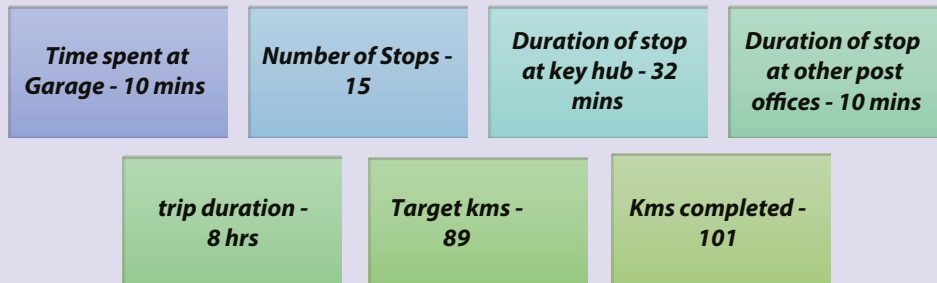 Time spent at
Garage - 10 mins
Number of Stops -
15
Duration of stop
at key hub - 32
mins
Duration of stop
at other post
offices - 10 mins
trip duration -
8 hrs
Target kms -
89
Kms completed -
101